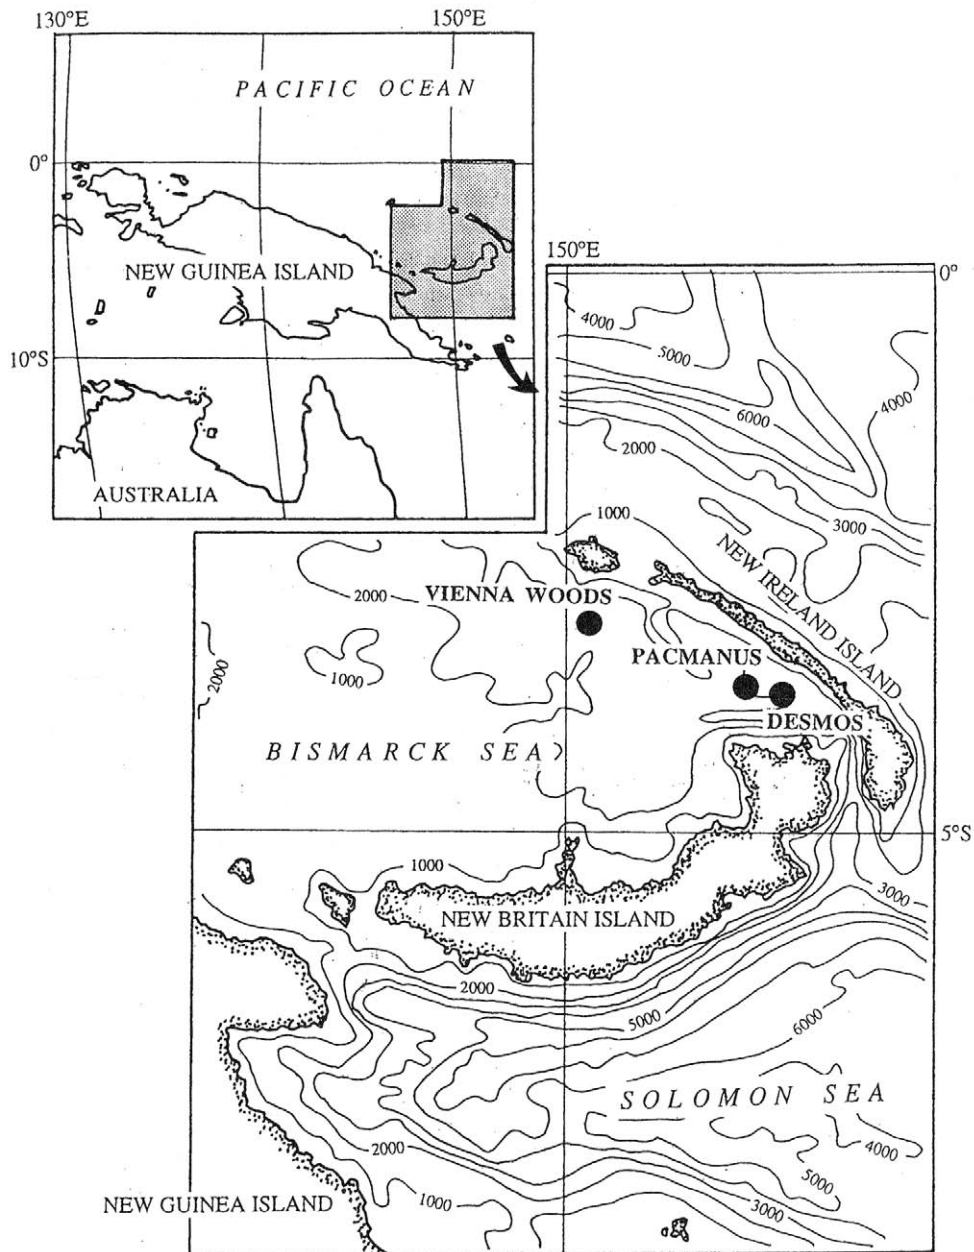 130°E
150°E
PACIFIC OCEAN
0°
NEW GUINEA ISLAND
10°S
AUSTRALIA
150°E
0°
4000
5000
6000
4000
2000
3000
1000
NEW IRELAND ISLAND
2000
VIENNA WOODS
2000
1000
PACMANUS
DESMOS
BISMARCK SEA
5°S
1000
3000
NEW BRITAIN ISLAND
2000
5000
6000
SOLOMON SEA
2000
4000
5000
NEW GUINEA ISLAND
1000
3000